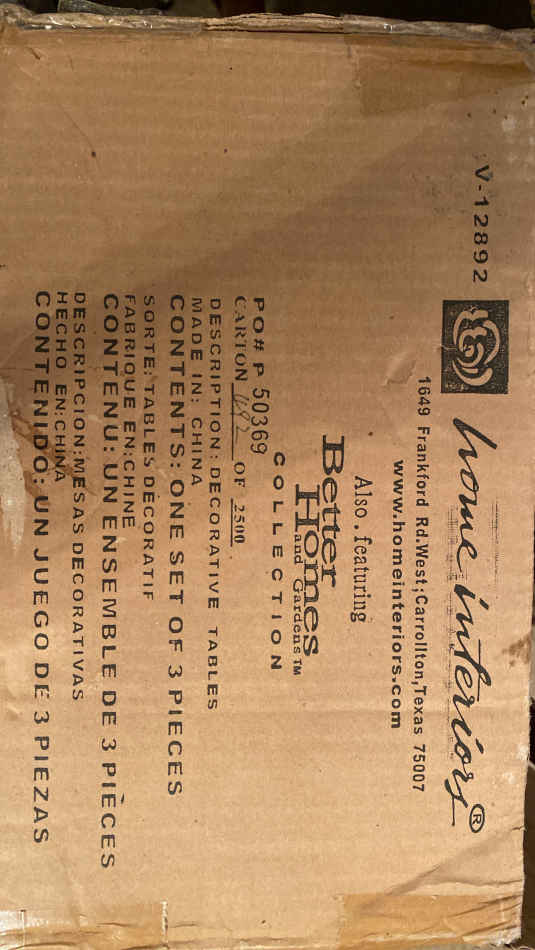 V-12892
home interiors®
1649 Frankford Rd.West;Carrollton,Texas 75007
www.homeinteriors.com
Also.featuring
Better
Homes
and Gardens™
COLLECTION
PO# P 50369
CARTON 492 OF 2500
DESCRIPTION: DECORATIVE TABLES
MADE IN: CHINA
CONTENTS: ONE SET OF 3 PIECES
SORTE: TABLES DECORATIF
FABRIQUE EN:CHINE
CONTENU: UN ENSEMBLE DE 3 PIÈCES
DESCRIPCION:MESAS DECORATIVAS
HECHO EN:CHINA
CONTENIDO: UN JUEGO DE 3 PIEZAS